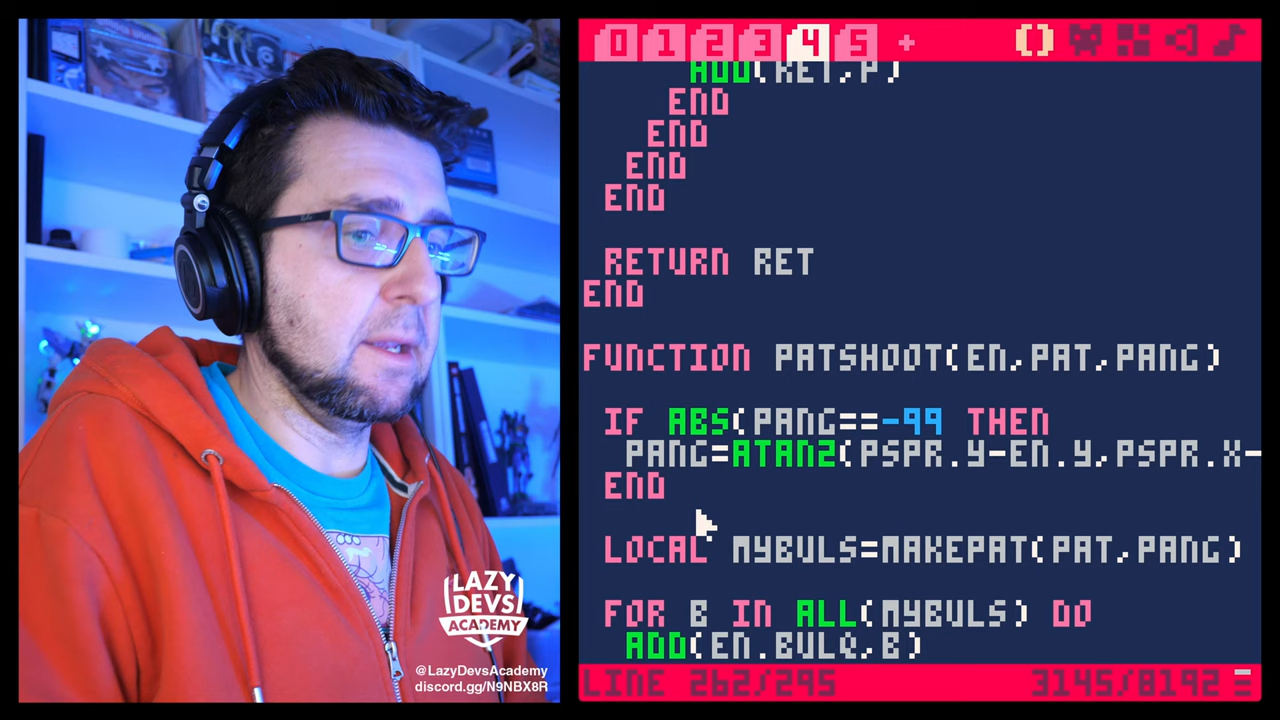 0 1 2 3 4 5 +
ADD(RET,P)
END
END
END
END
RETURN RET
END
FUNCTION PATSHOOT(EN,PAT,PANG)
IF ABS(PANG==-99 THEN
PANG=ATAN2(PSPR.Y-EN.Y,PSPR.X-
END
LOCAL MYBULS=MAKEPAT(PAT,PANG)
FOR B IN ALL(MYBULS) DO
ADD(EN.BULQ,B)
LINE 262/295
3145/8192
LAZY
DEVS
ACADEMY
@LazyDevsAcademy
discord.gg/N9NBX8R